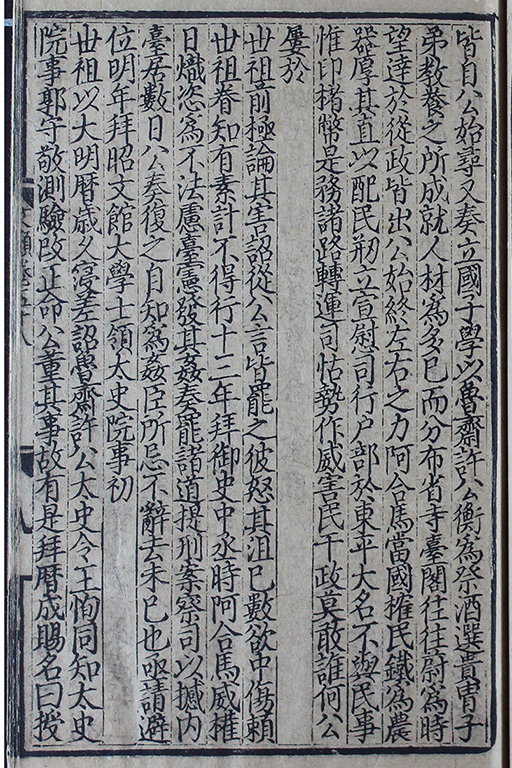 皆自公始尋又奏立國子學以魯齋許公衡爲祭酒選貴胄子
弟教養之所成就人材爲多已而分布省寺臺閣往往蔚爲時
望達於從政皆出公始終左右之力阿合馬當國榷民鐵爲農
器厚其直以配民剏立宣慰司行户部於東平大名不與民事
惟印楮幣是務諸路轉運司怙勢作威害民干政莫敢誰何公
屢於
世祖前極論其害詔從公言皆罷之彼怒其沮己數欲中傷賴
世祖眷知有素計不得行十二年拜御史中丞時阿合馬威權
日熾恣爲不法慮臺憲發其姦奏罷諸道提刑案察司以撼内
臺居數日公奏復之自知爲姦臣所忌不辭去未已也亟請避
位明年拜昭文館大學士領太史院事初
世祖以大明曆歳久寖差詔魯齋許公太史令王恂同知太史
院事郭守敬測驗改正命公董其事故有是拜曆成賜名曰授